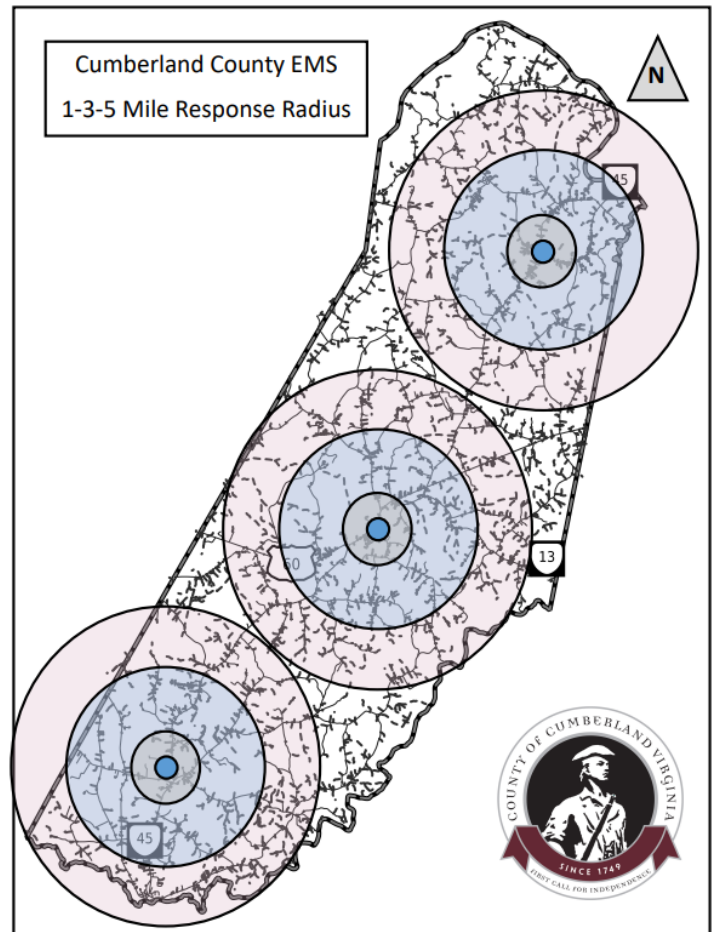 Cumberland County EMS
1-3-5 Mile Response Radius
N
45
13
60
45
COUNTY OF CUMBERLAND VIRGINIA
SINCE 1749
FIRST CALL FOR INDEPENDENCE